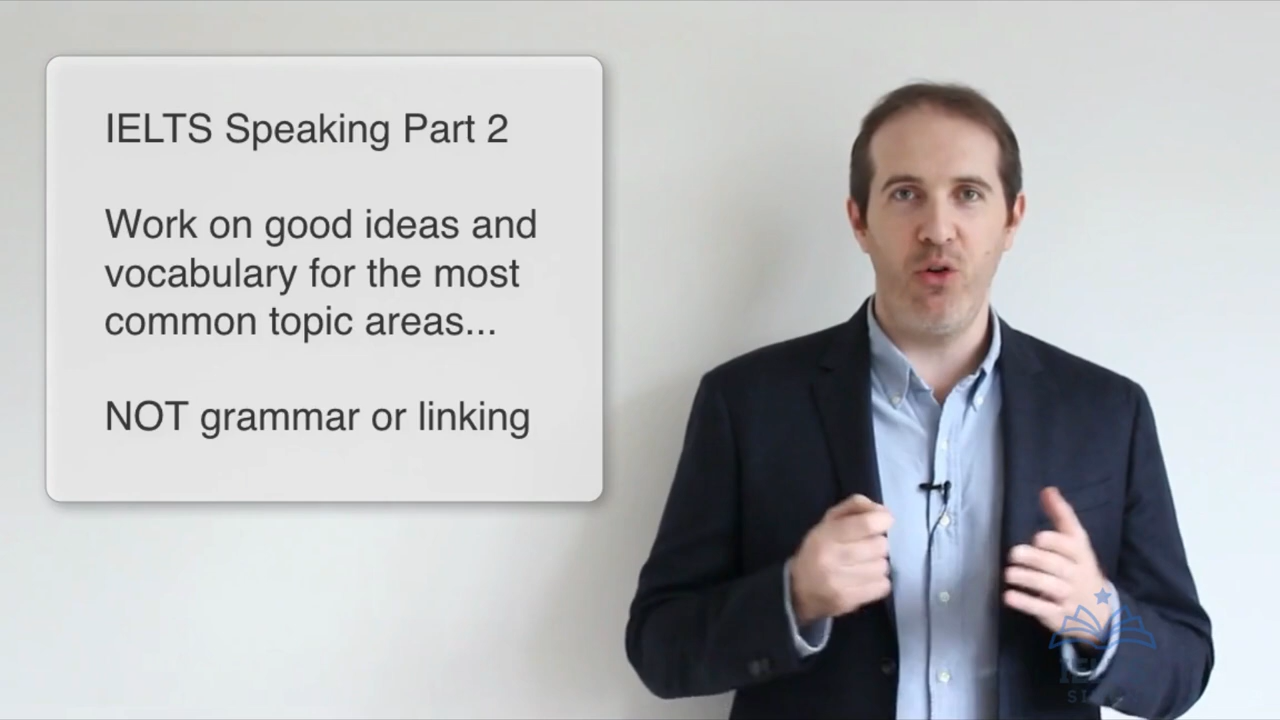 IELTS Speaking Part 2
Work on good ideas and
vocabulary for the most
common topic areas...
NOT grammar or linking